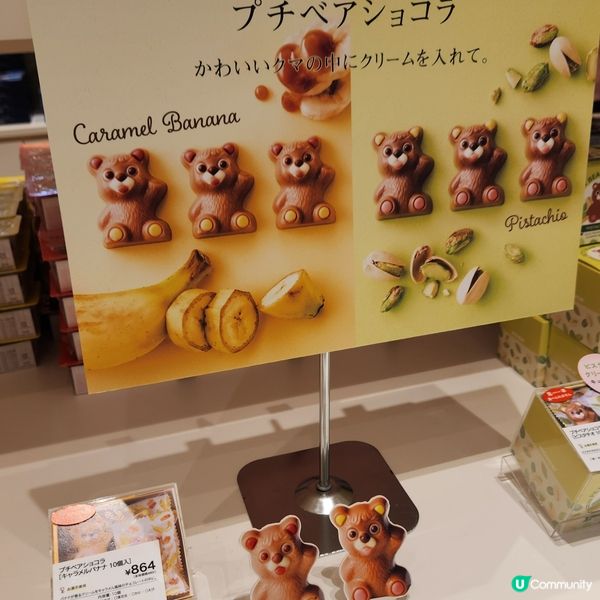 プチベアショコラ
かわいいクマの中にクリームを入れて。
Caramel Banana
Pistachio
プチベアショコラ
[キャラメルバナナ 10個入]
¥864
U Community